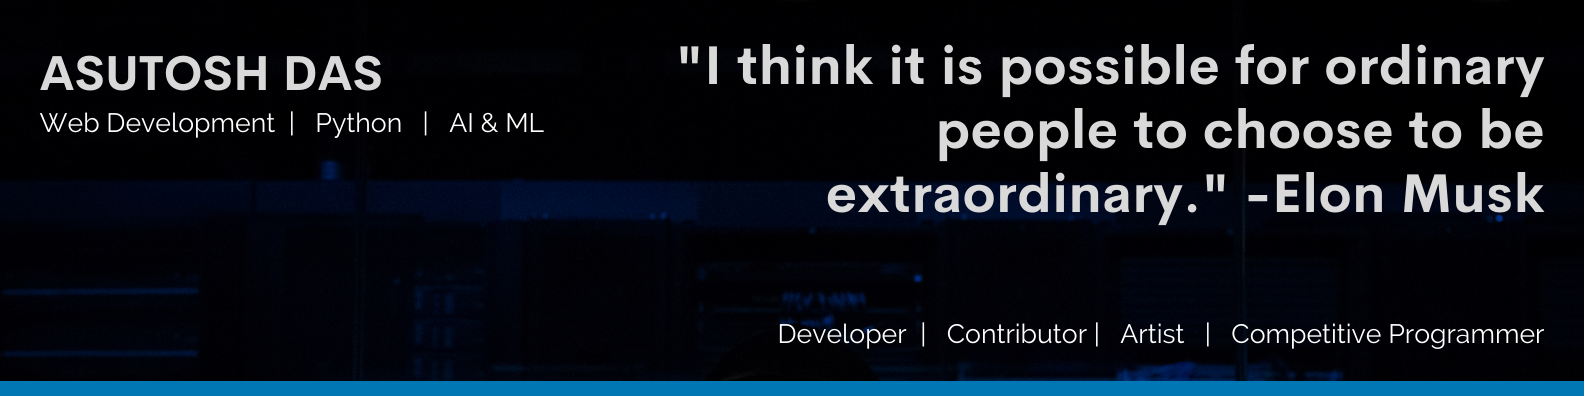 ASUTOSH DAS
Web Development | Python | AI & ML
"I think it is possible for ordinary
people to choose to be
extraordinary." -Elon Musk
Developer | Contributor | Artist | Competitive Programmer